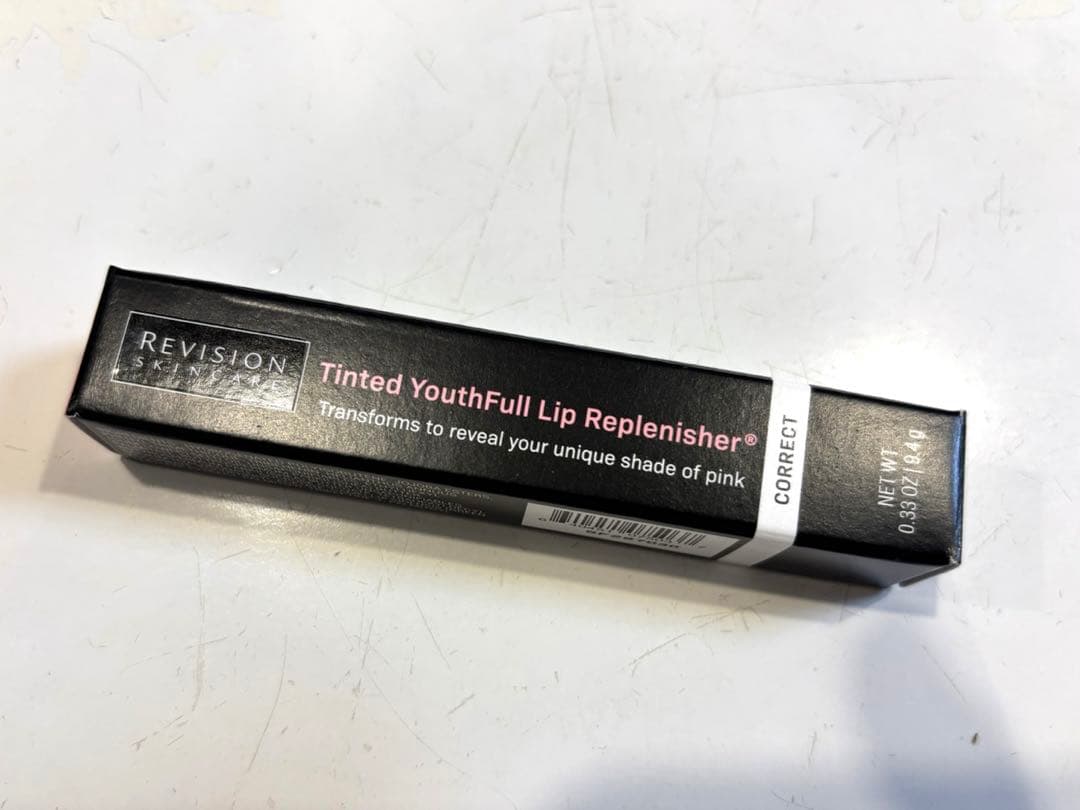 REVISION
SKINCARE
Tinted YouthFull Lip Replenisher®
Transforms to reveal your unique shade of pink
CORRECT
NET WT
0.33 OZ | 9.4 g